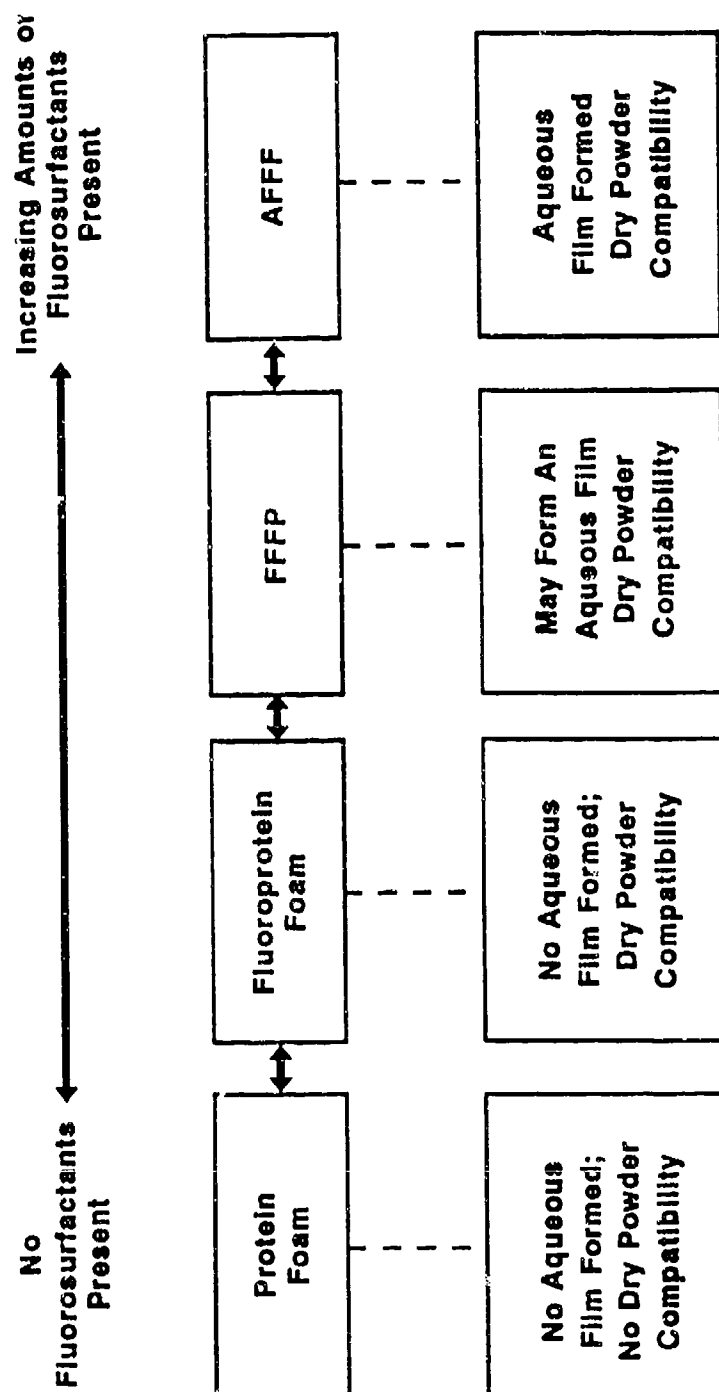 No
Fluorosurfactants
Present
Increasing Amounts or
Fluorosurfactants
Present
Protein
Foam
Fluoroprotein
Foam
FFFP
AFFF
No Aqueous
Film Formed;
No Dry Powder
Compatibility
No Aqueous
Film Formed;
Dry Powder
Compatibility
May Form An
Aqueous Film
Dry Powder
Compatibility
Aqueous
Film Formed
Dry Powder
Compatibility